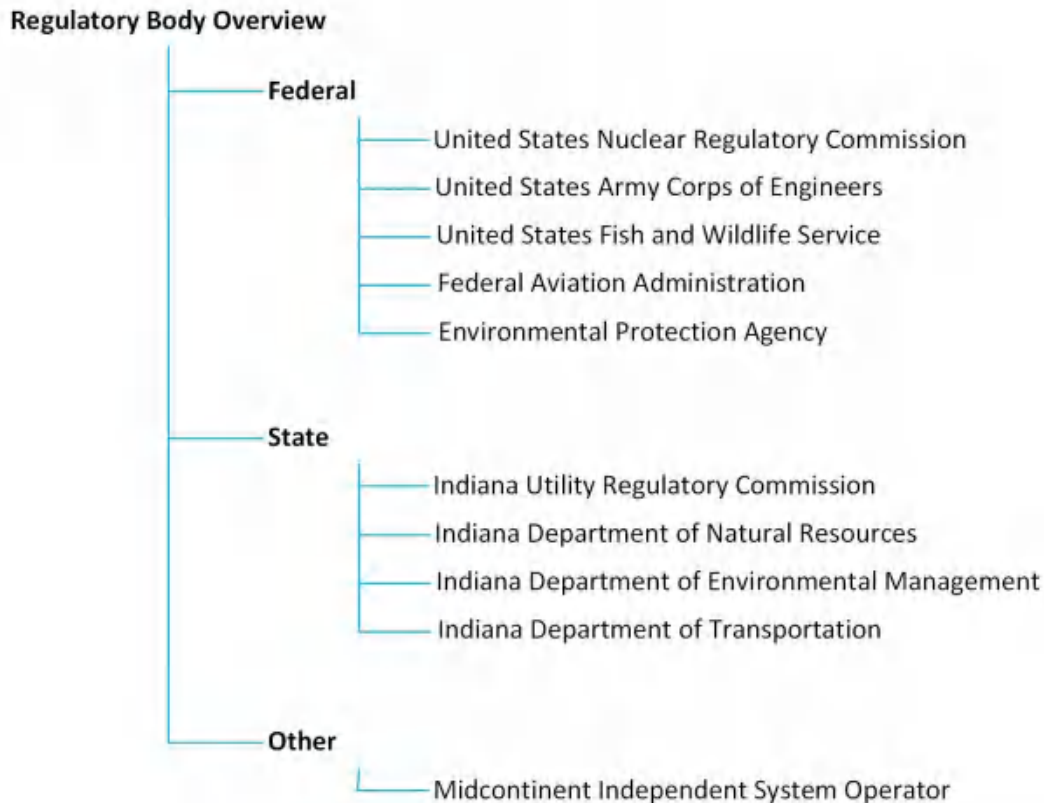 Regulatory Body Overview
Federal
United States Nuclear Regulatory Commission
United States Army Corps of Engineers
United States Fish and Wildlife Service
Federal Aviation Administration
Environmental Protection Agency
State
Indiana Utility Regulatory Commission
Indiana Department of Natural Resources
Indiana Department of Environmental Management
Indiana Department of Transportation
Other
Midcontinent Independent System Operator